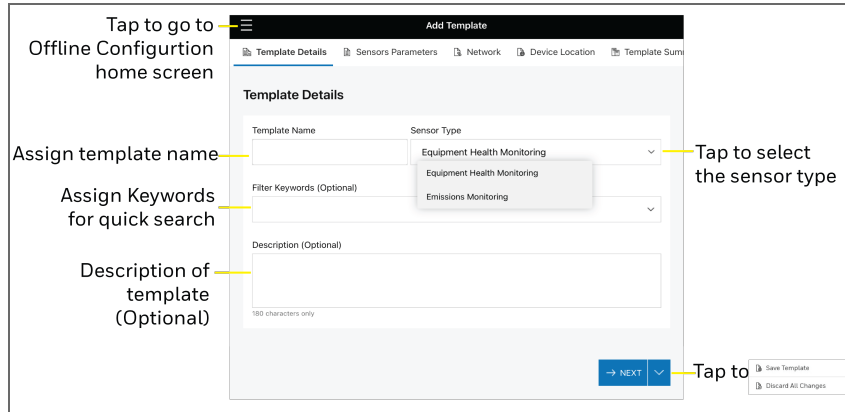 Tap to go to
Offline Configurtion
home screen
Add Template
Template Details
Sensors Parameters
Network
Device Location
Template Sum
Template Details
Template Name
Sensor Type
Assign template name
Equipment Health Monitoring
Tap to select
the sensor type
Equipment Health Monitoring
Emissions Monitoring
Assign Keywords
for quick search
Filter Keywords (Optional)
Description (Optional)
Description of
template
(Optional)
180 characters only
→ NEXT
Tap to
Save Template
Discard All Changes